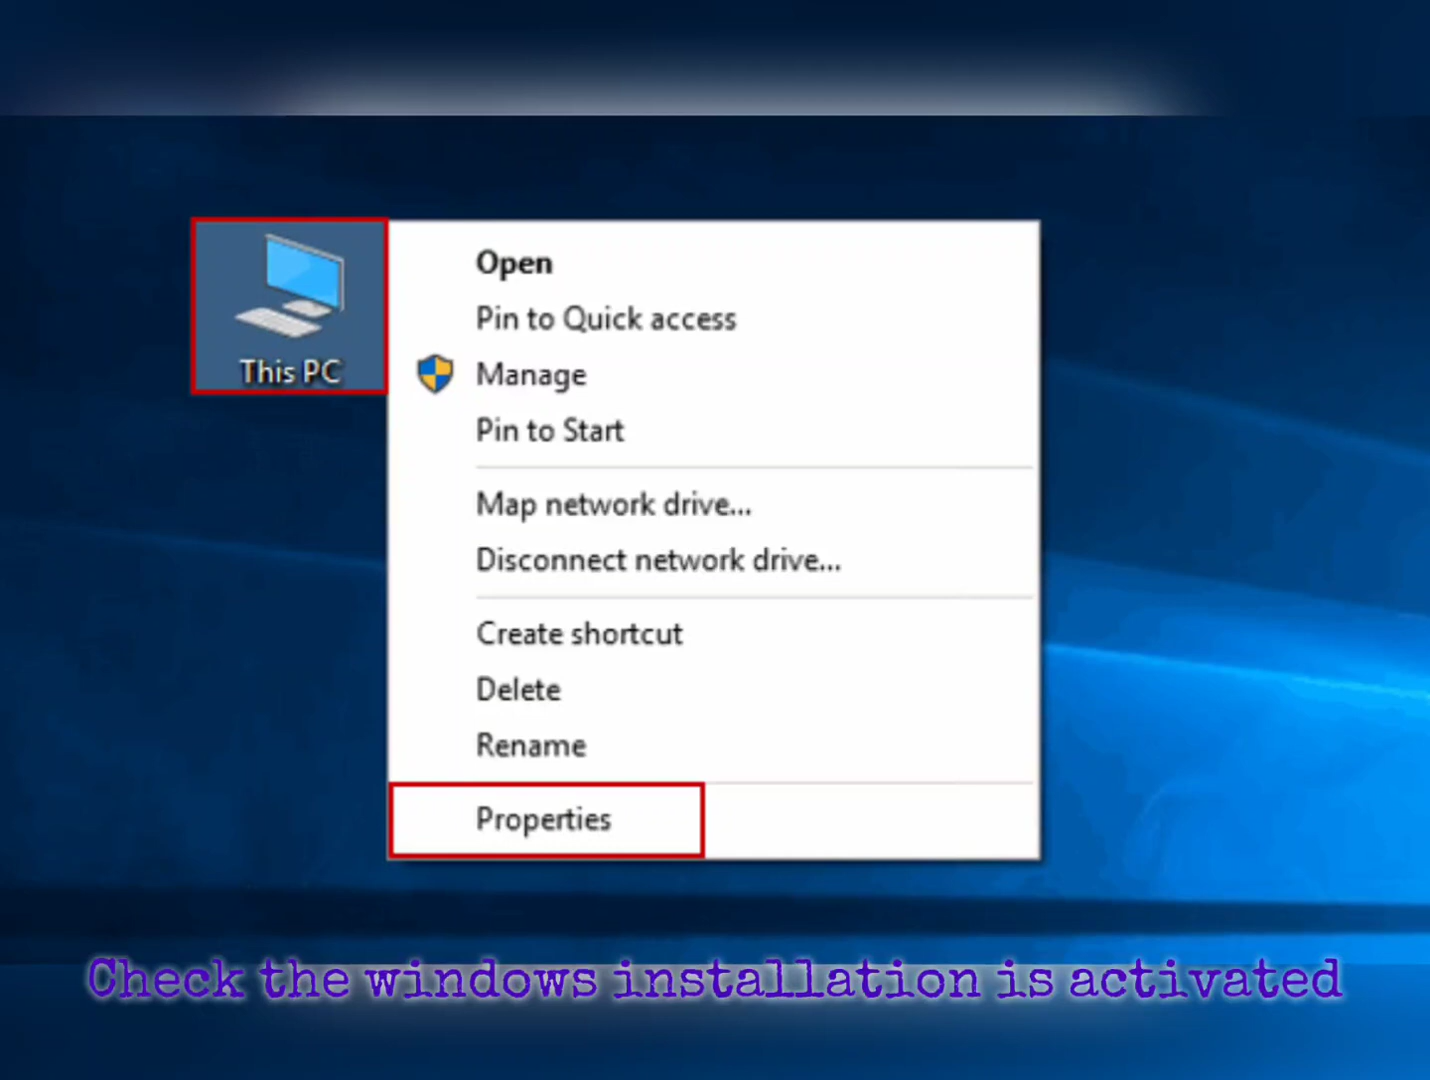 This PC
Open
Pin to Quick access
Manage
Pin to Start
Map network drive...
Disconnect network drive...
Create shortcut
Delete
Rename
Properties
Check the windows installation is activated